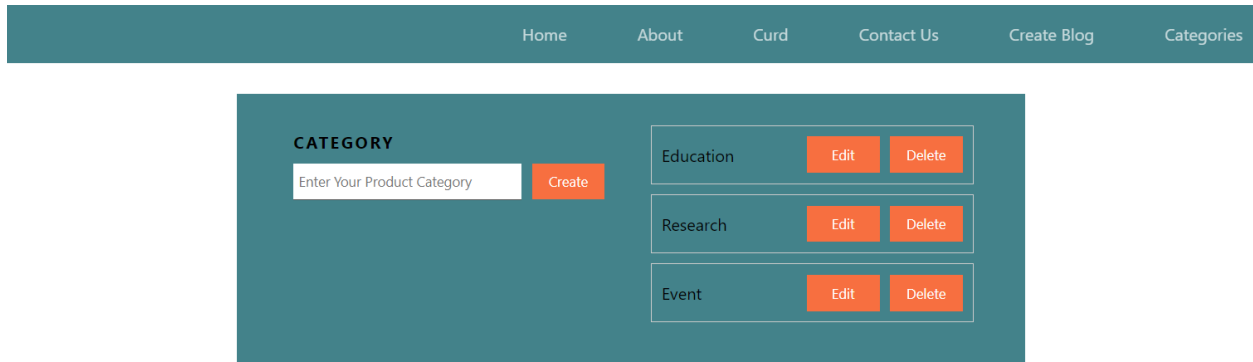 Home About Curd Contact Us Create Blog Categories
CATEGORY
Enter Your Product Category Create
Education Edit Delete
Research Edit Delete
Event Edit Delete